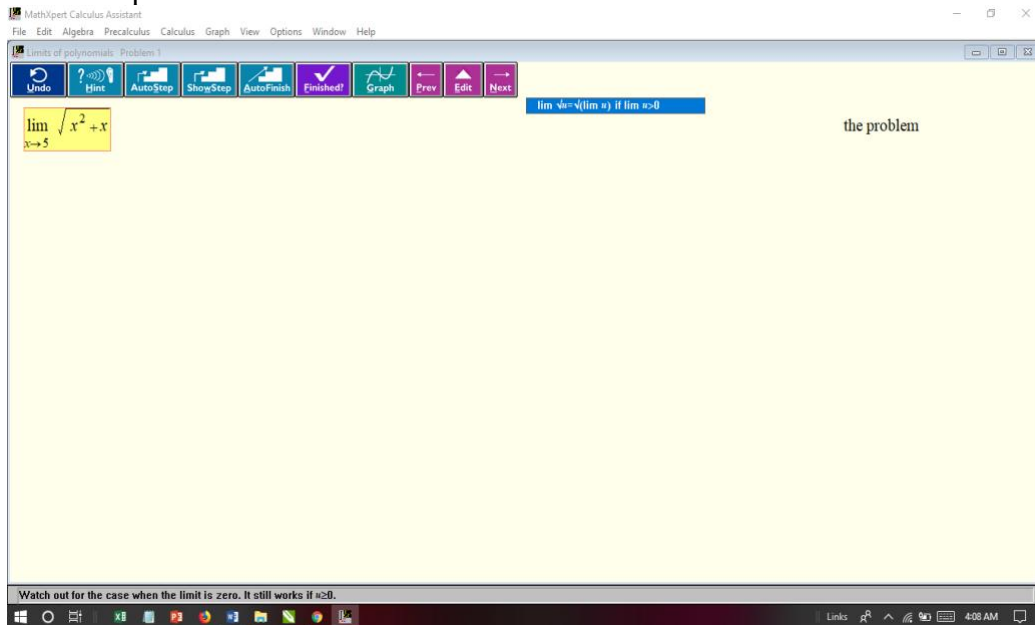 MathXpert Calculus Assistant
File Edit Algebra Precalculus Calculus Graph View Options Window Help
Limits of polynomials Problem 1
Undo ? Hint AutoStep ShowStep AutoFinish Finished? Graph Prev Edit Next
lim √u=√(lim u) if lim u>0
lim √x² + x
x→5
the problem
Watch out for the case when the limit is zero. It still works if u≥0.
Links 4:08 AM